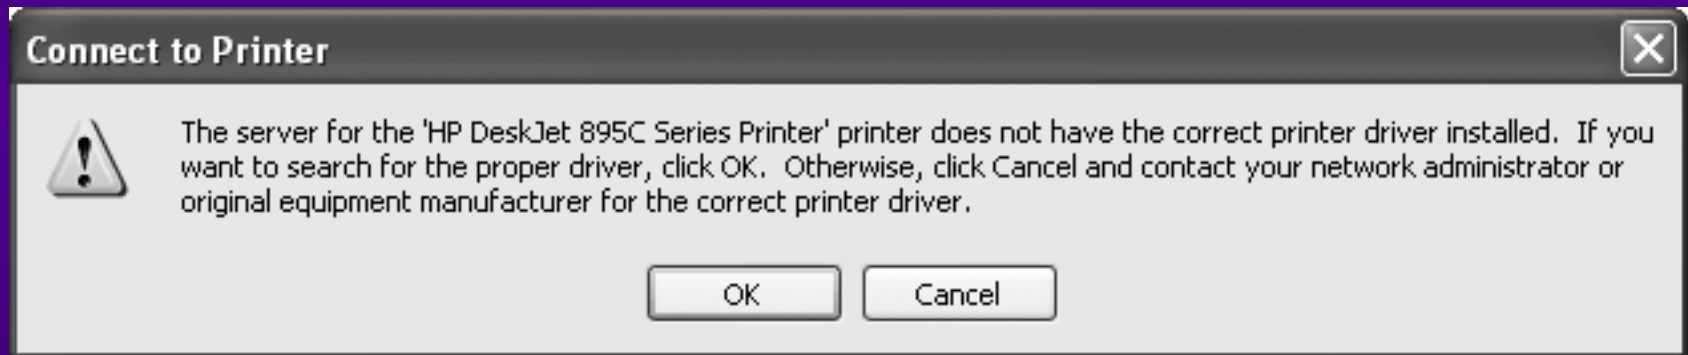 Connect to Printer
The server for the 'HP DeskJet 895C Series Printer' printer does not have the correct printer driver installed.  If you
want to search for the proper driver, click OK.  Otherwise, click Cancel and contact your network administrator or
original equipment manufacturer for the correct printer driver.
OK Cancel